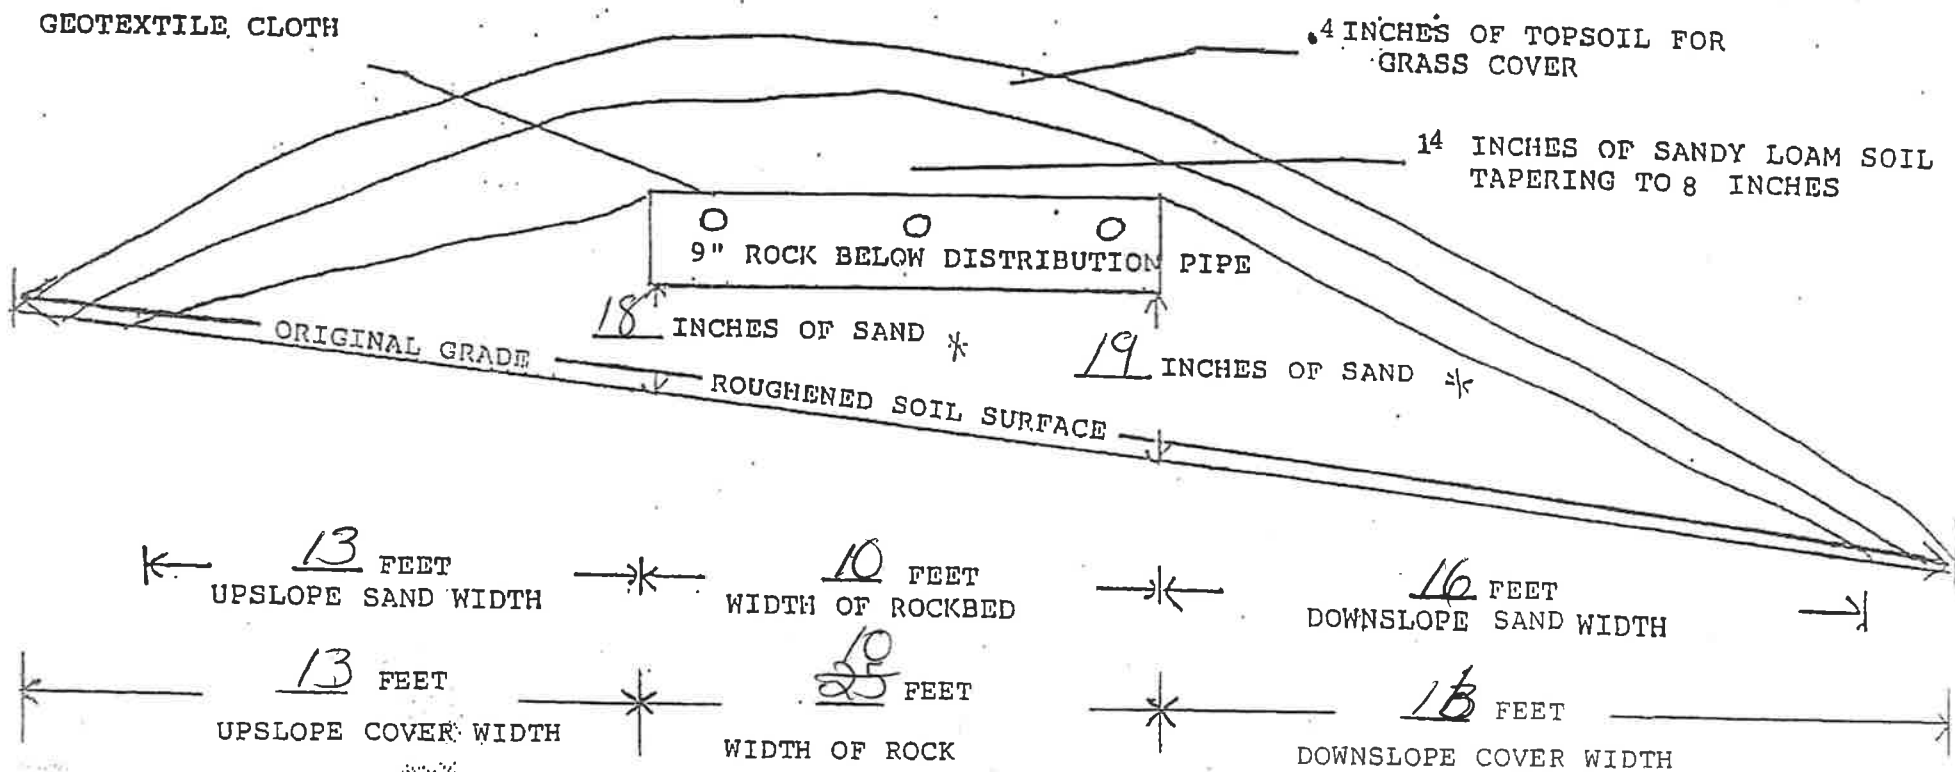 GEOTEXTILE CLOTH
.4 INCHES OF TOPSOIL FOR
GRASS COVER
14 INCHES OF SANDY LOAM SOIL
TAPERING TO 8 INCHES
9" ROCK BELOW DISTRIBUTION PIPE
18 INCHES OF SAND *
19 INCHES OF SAND *
ORIGINAL GRADE
ROUGHENED SOIL SURFACE
13 FEET
UPSLOPE SAND WIDTH
10 FEET
WIDTH OF ROCKBED
16 FEET
DOWNSLOPE SAND WIDTH
13 FEET
UPSLOPE COVER WIDTH
10
25 FEET
WIDTH OF ROCK
FEET
DOWNSLOPE COVER WIDTH